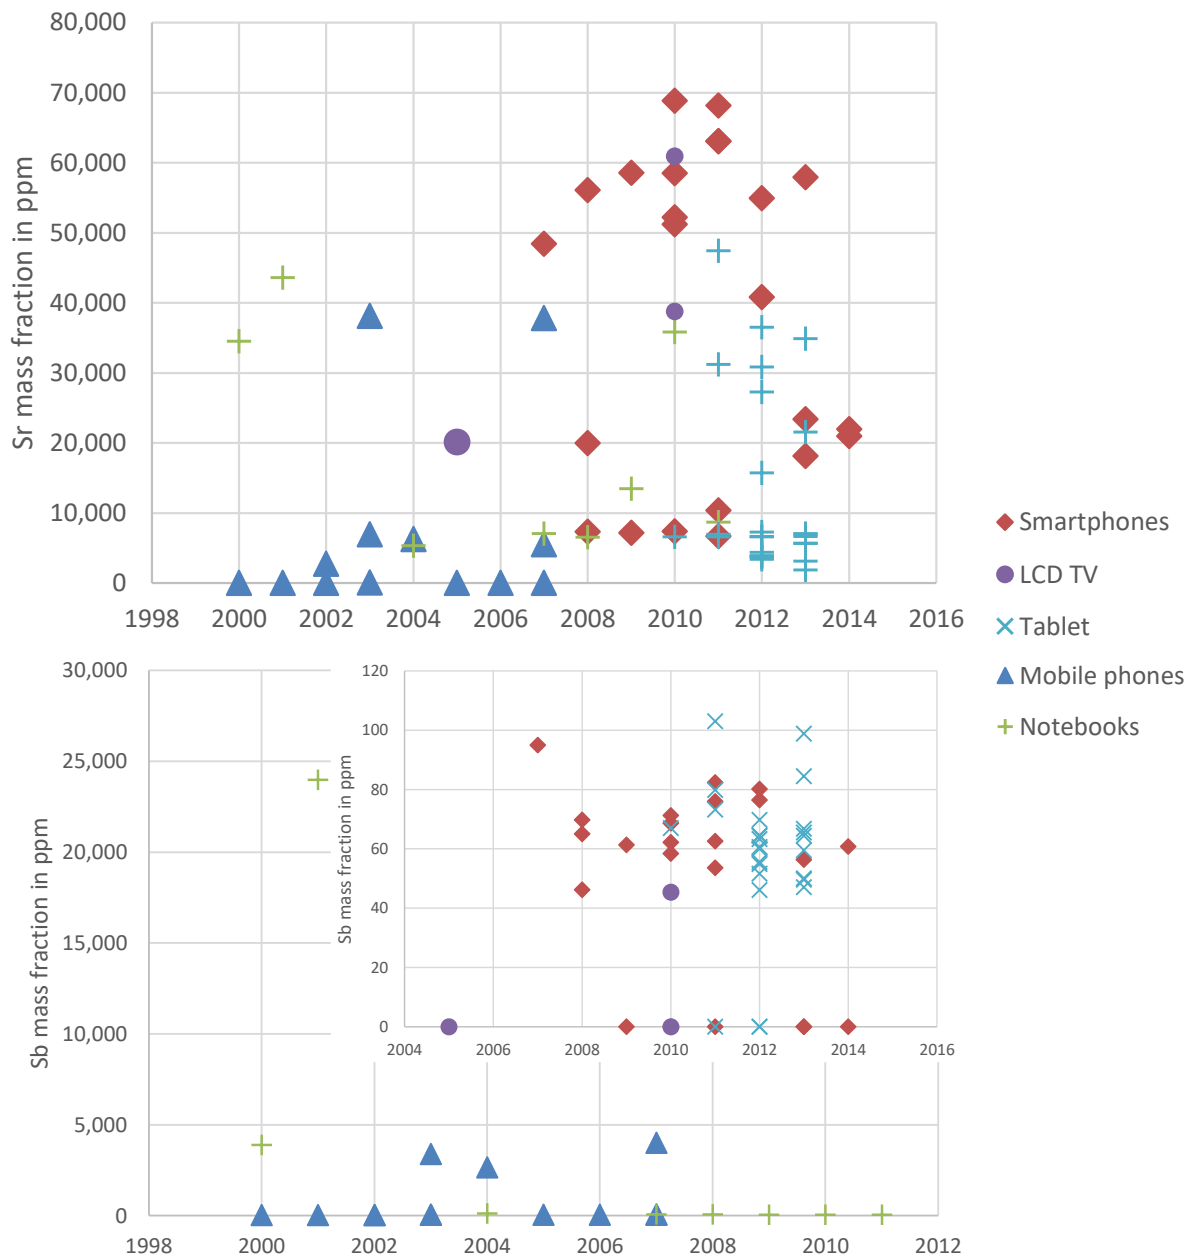 80,000
70,000
60,000
50,000
40,000
30,000
20,000
10,000
0
Sr mass fraction in ppm
1998 2000 2002 2004 2006 2008 2010 2012 2014 2016
Smartphones
LCD TV
Tablet
Mobile phones
Notebooks
30,000
25,000
20,000
15,000
10,000
5,000
0
Sb mass fraction in ppm
1998 2000 2002 2004 2006 2008 2010 2012
120
100
80
60
40
20
0
Sb mass fraction in ppm
2004 2006 2008 2010 2012 2014 2016